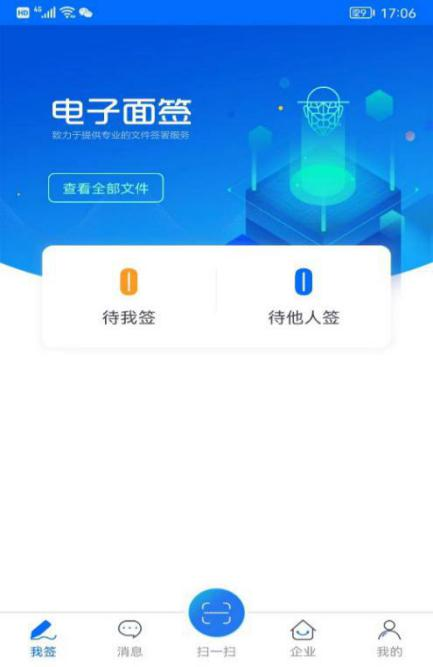 HD 4G 17:06
电子面签
致力于提供专业的文件签署服务
查看全部文件
0 0
待我签 待他人签
我签 消息 扫一扫 企业 我的